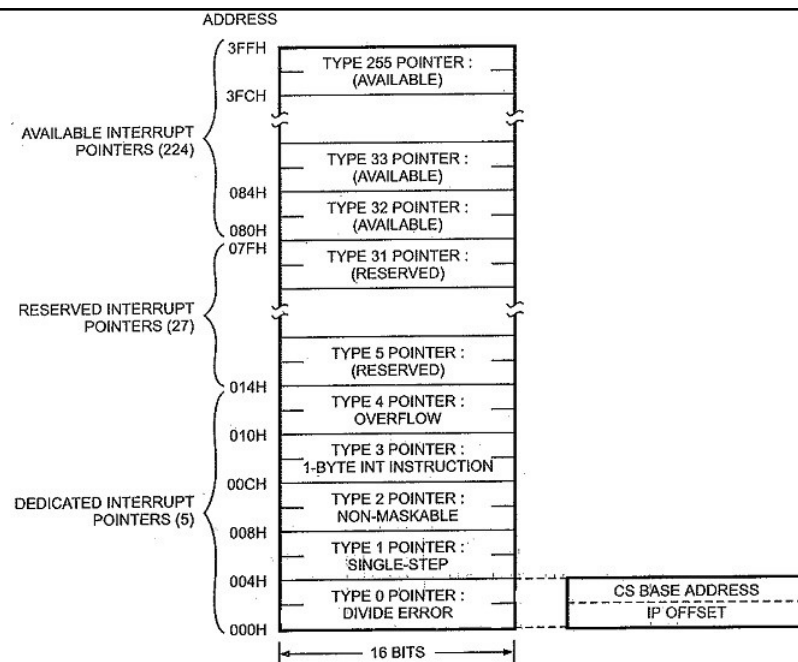 ADDRESS
3FFH
TYPE 255 POINTER :
(AVAILABLE)
3FCH
AVAILABLE INTERRUPT
POINTERS (224)
TYPE 33 POINTER :
(AVAILABLE)
084H
TYPE 32 POINTER :
(AVAILABLE)
080H
07FH
TYPE 31 POINTER :
(RESERVED)
RESERVED INTERRUPT
POINTERS (27)
TYPE 5 POINTER :
(RESERVED)
014H
TYPE 4 POINTER :
OVERFLOW
010H
TYPE 3 POINTER :
1-BYTE INT INSTRUCTION
00CH
DEDICATED INTERRUPT
POINTERS (5)
TYPE 2 POINTER :
NON-MASKABLE
008H
TYPE 1 POINTER :
SINGLE-STEP
004H
TYPE 0 POINTER :
DIVIDE ERROR
000H
CS BASE ADDRESS
IP OFFSET
16 BITS